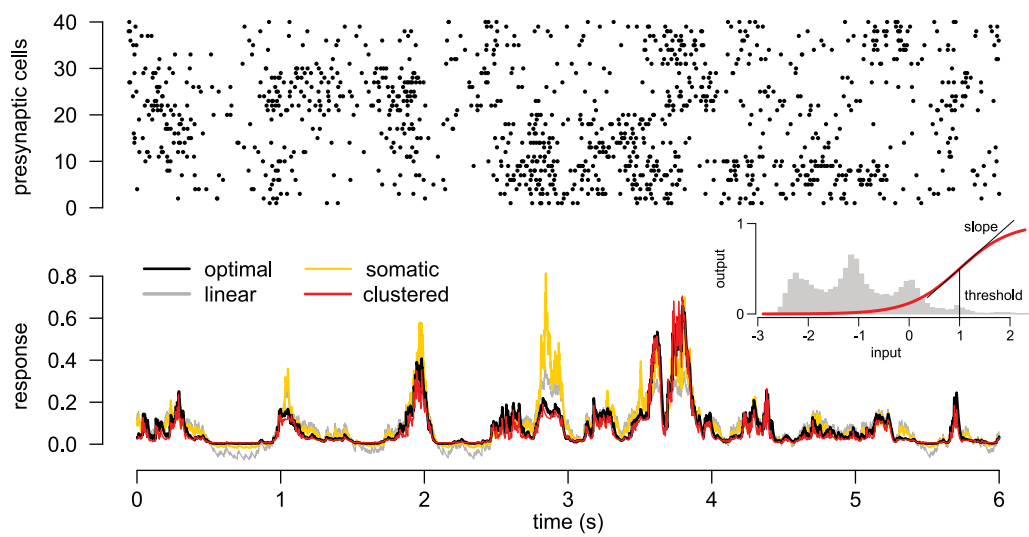 presynaptic cells
40
30
20
10
0
response
0.8
0.6
0.4
0.2
0.0
optimal
linear
somatic
clustered
output
1
0
slope
threshold
-3 -2 -1 0 1 2
input
0 1 2 3 4 5 6
time (s)